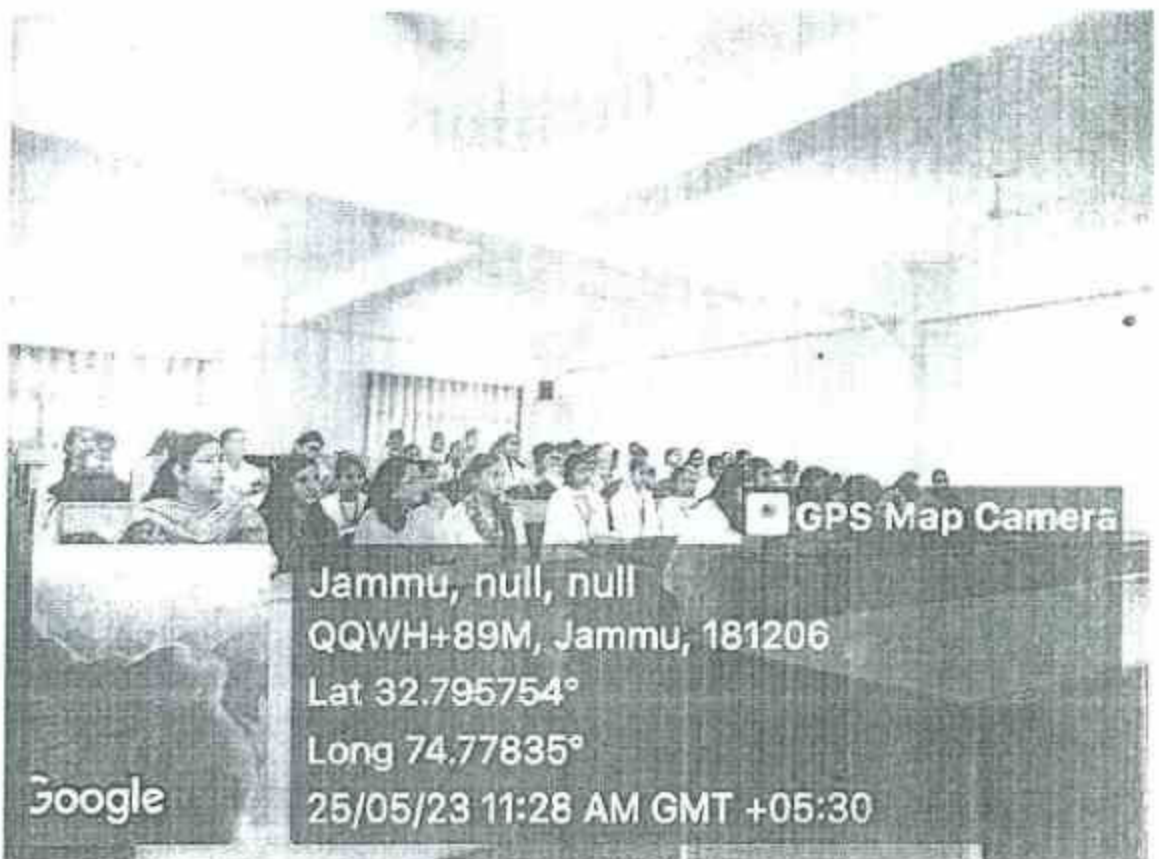 GPS Map Camera
Jammu, null, null
QQWH+89M, Jammu, 181206
Lat 32.795754°
Long 74.77835°
25/05/23 11:28 AM GMT +05:30
Google